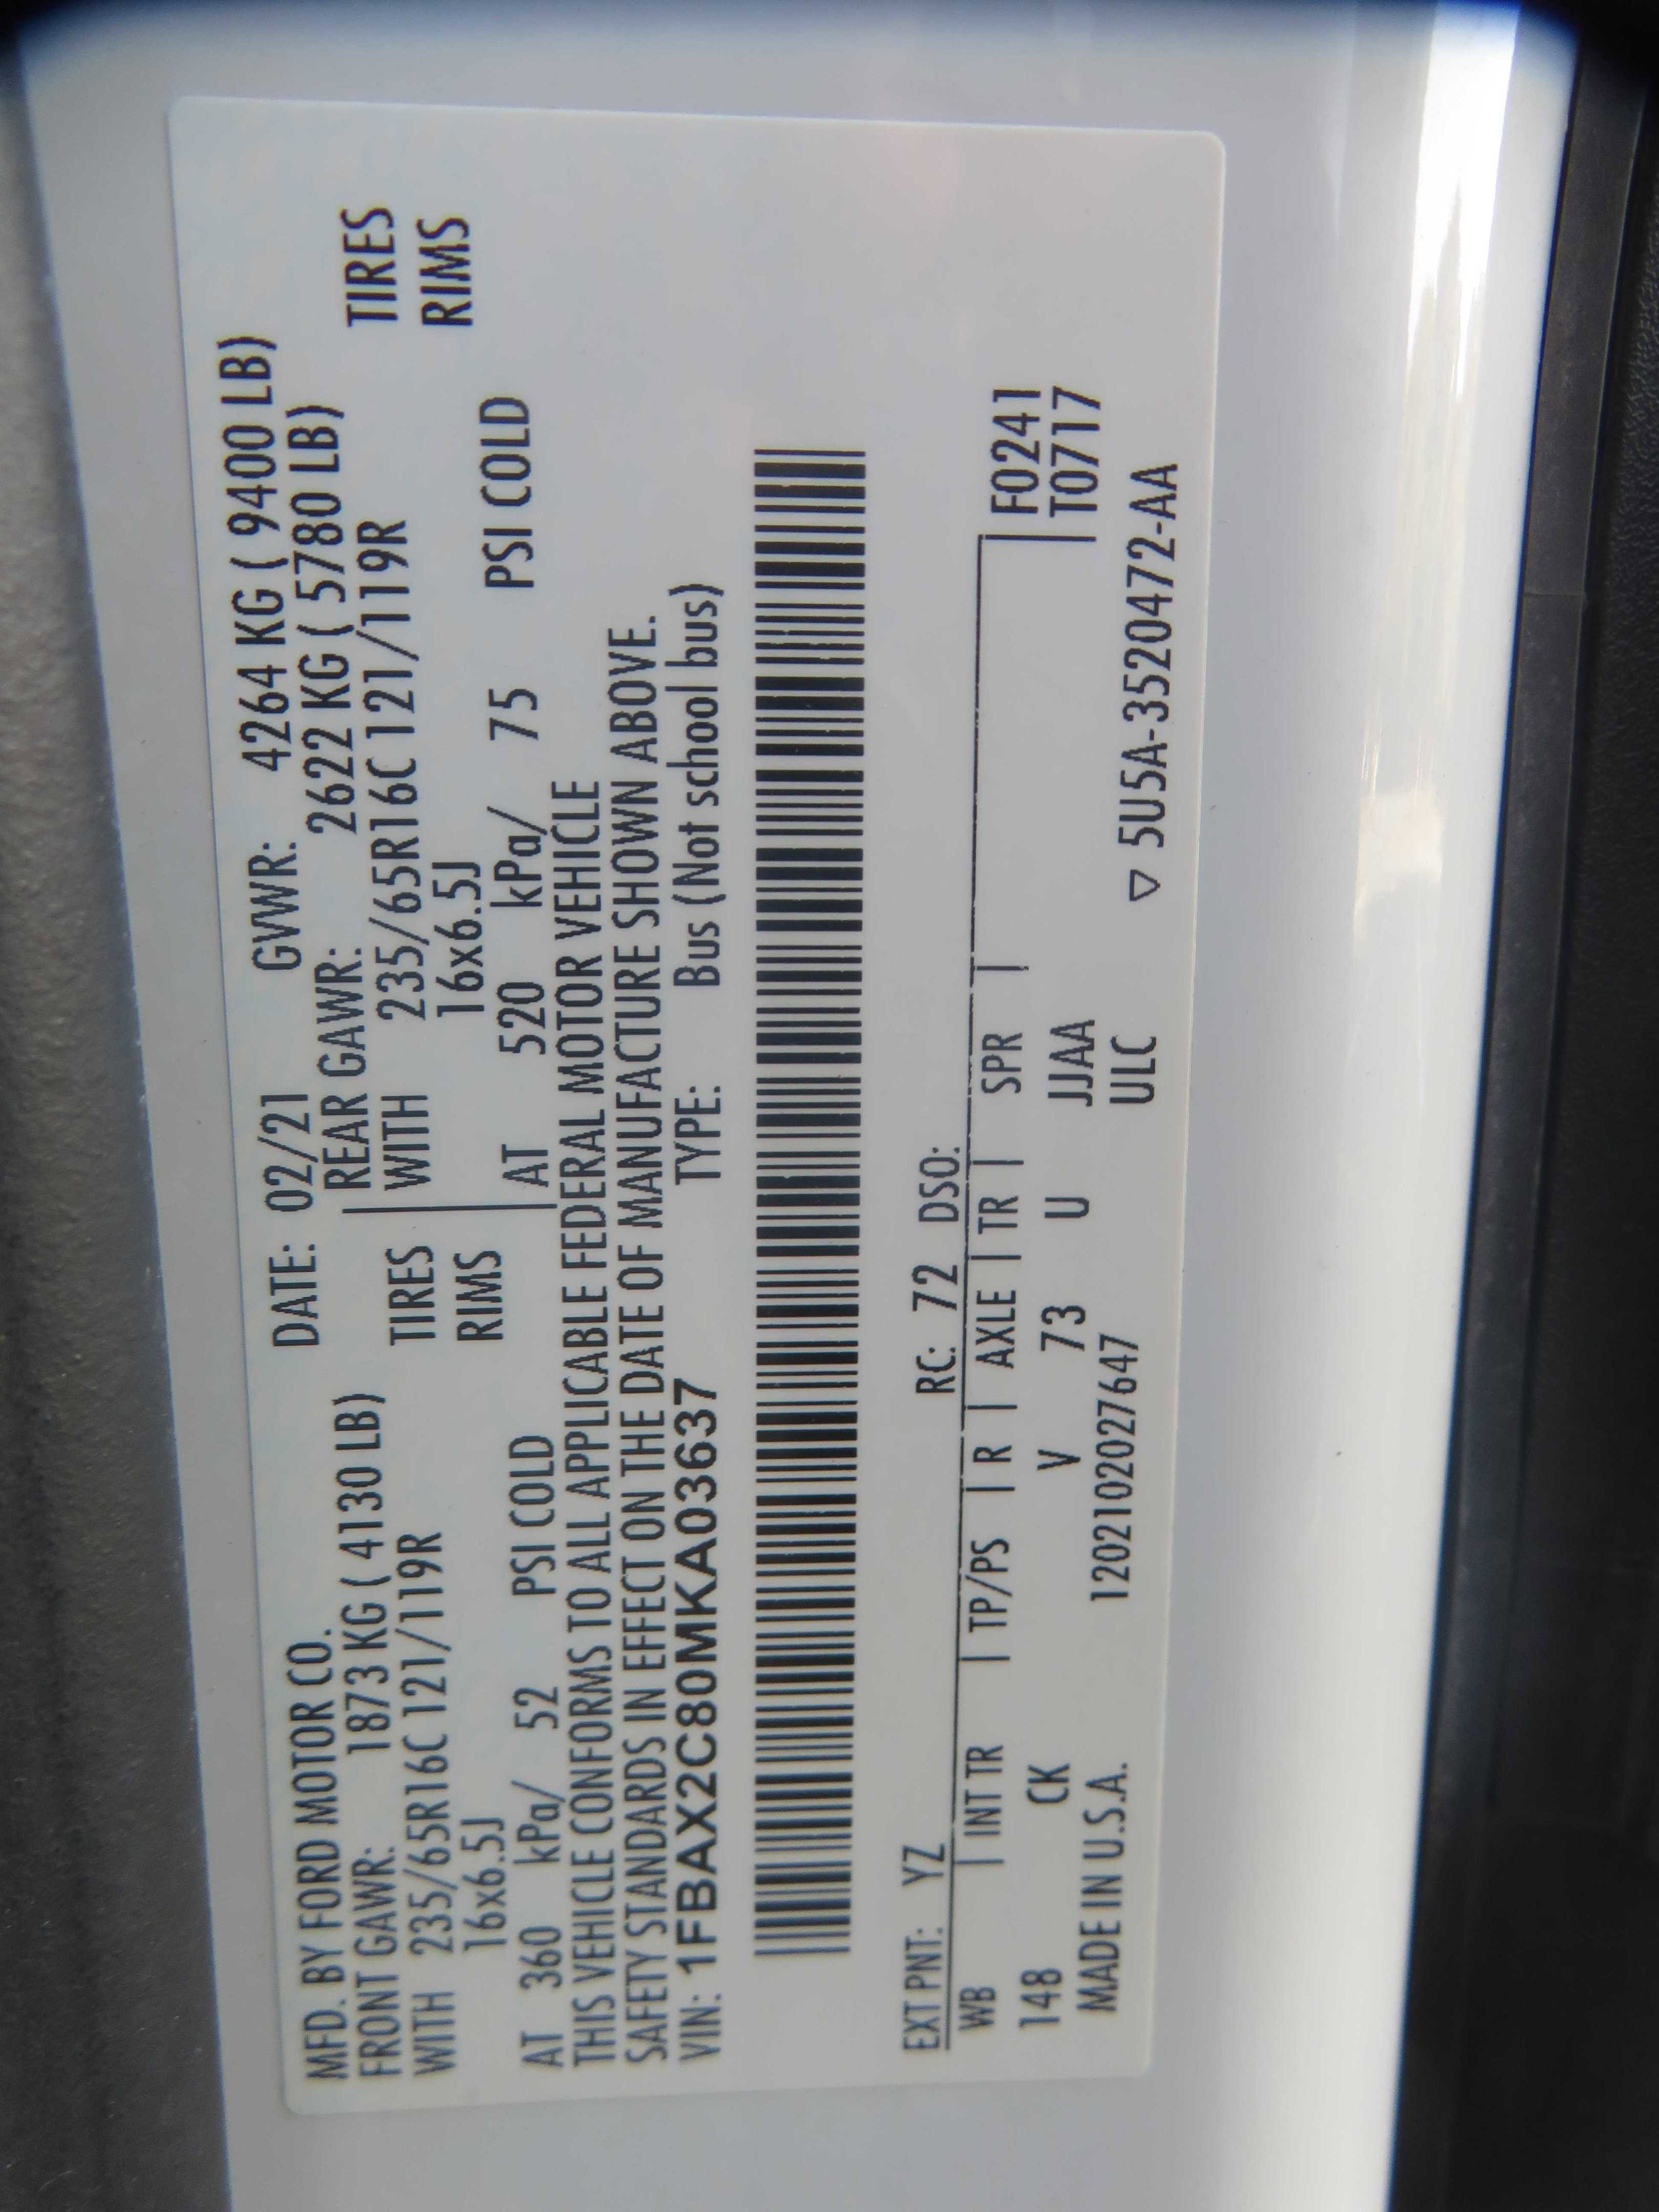 MFD. BY FORD MOTOR CO. DATE: 02/21 GVWR: 4264 KG ( 9400 LB)
FRONT GAWR: 1873 KG ( 4130 LB) REAR GAWR: 2622 KG ( 5780 LB)
WITH 235/65R16C 121/119R TIRES WITH 235/65R16C 121/119R TIRES
16x6.5J RIMS 16x6.5J RIMS
AT 360 kPa/ 52 PSI COLD AT 520 kPa/ 75 PSI COLD
THIS VEHICLE CONFORMS TO ALL APPLICABLE FEDERAL MOTOR VEHICLE
SAFETY STANDARDS IN EFFECT ON THE DATE OF MANUFACTURE SHOWN ABOVE.
VIN: 1FBAX2C80MKA03637 TYPE: Bus (Not school bus)
EXT PNT: YZ RC: 72 DSO:
WB | INT TR | TP/PS | R | AXLE | TR | SPR | F0241
148 CK V 73 U JJAA T0717
MADE IN U.S.A. 1202102027647 ULC ▽ 5U5A-3520472-AA